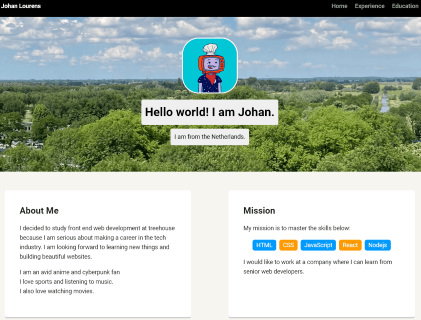 Johan Lourens
Home Experience Education
Hello world! I am Johan.
I am from the Netherlands.
About Me
I decided to study front end web development at treehouse
because I am serious about making a career in the tech
industry. I am looking forward to learning new things and
building beautiful websites.
I am an avid anime and cyberpunk fan
I love sports and listening to music.
I also love watching movies.
Mission
My mission is to master the skills below:
HTML CSS JavaScript React Nodejs
I would like to work at a company where I can learn from
senior web developers.